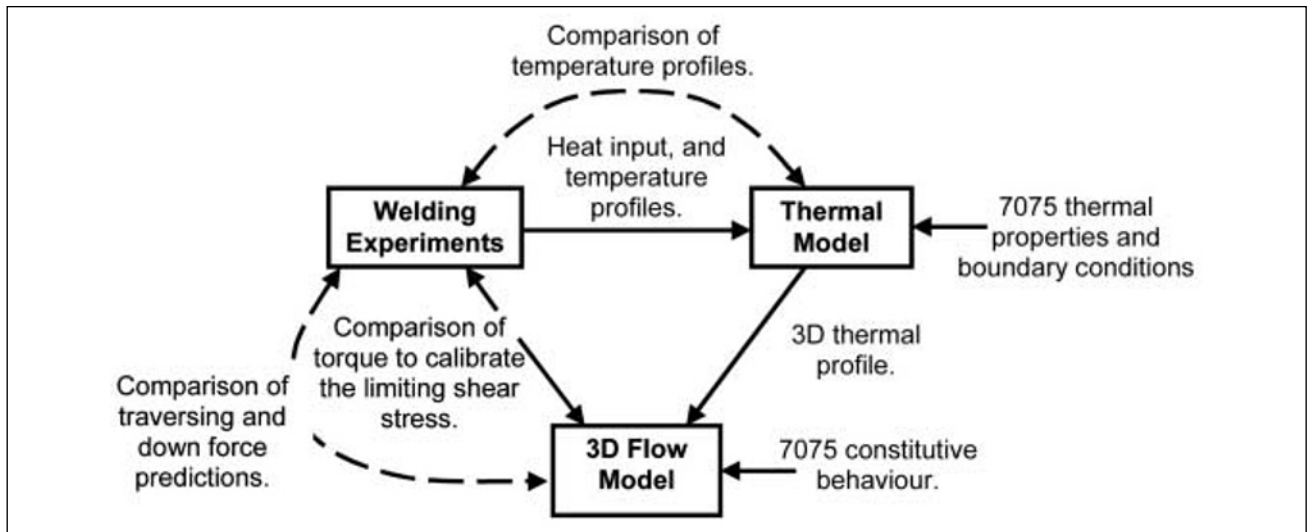 Comparison of
temperature profiles.
Heat input, and
temperature
profiles.
Welding
Experiments
Thermal
Model
7075 thermal
properties and
boundary conditions
Comparison of
torque to calibrate
the limiting shear
stress.
3D thermal
profile.
Comparison of
traversing and
down force
predictions.
3D Flow
Model
7075 constitutive
behaviour.